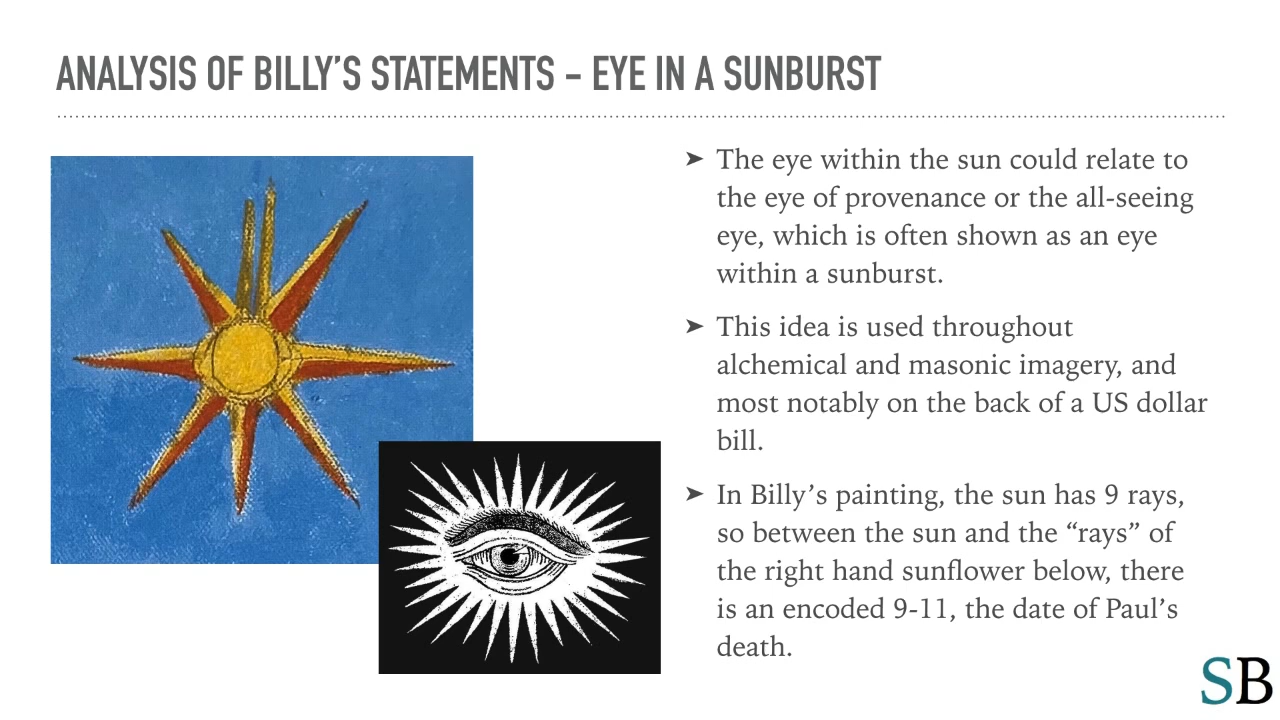 ANALYSIS OF BILLY'S STATEMENTS – EYE IN A SUNBURST
➤ The eye within the sun could relate to
the eye of provenance or the all-seeing
eye, which is often shown as an eye
within a sunburst.
➤ This idea is used throughout
alchemical and masonic imagery, and
most notably on the back of a US dollar
bill.
➤ In Billy's painting, the sun has 9 rays,
so between the sun and the “rays” of
the right hand sunflower below, there
is an encoded 9-11, the date of Paul's
death.
SB